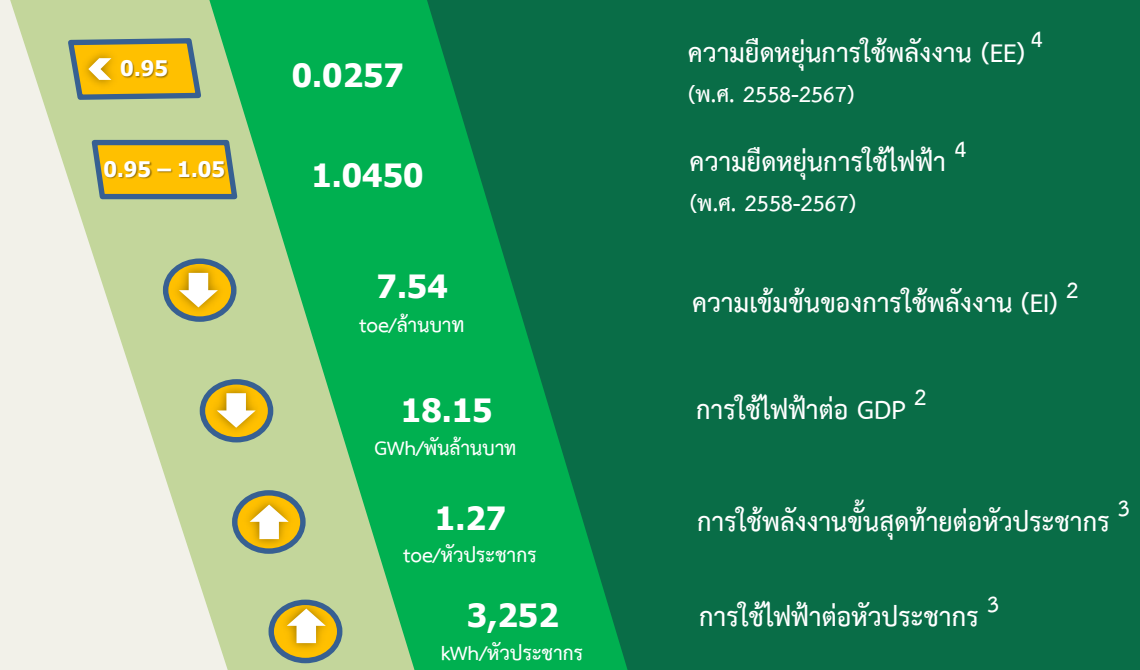 < 0.95
0.0257
ความยืดหยุ่นการใช้พลังงาน (EE) 4
(พ.ศ. 2558-2567)
0.95 – 1.05
1.0450
ความยืดหยุ่นการใช้ไฟฟ้า 4
(พ.ศ. 2558-2567)
7.54
toe/ล้านบาท
ความเข้มข้นของการใช้พลังงาน (EI) 2
18.15
GWh/พันล้านบาท
การใช้ไฟฟ้าต่อ GDP 2
1.27
toe/หัวประชากร
การใช้พลังงานขั้นสุดท้ายต่อหัวประชากร 3
3,252
kWh/หัวประชากร
การใช้ไฟฟ้าต่อหัวประชากร 3